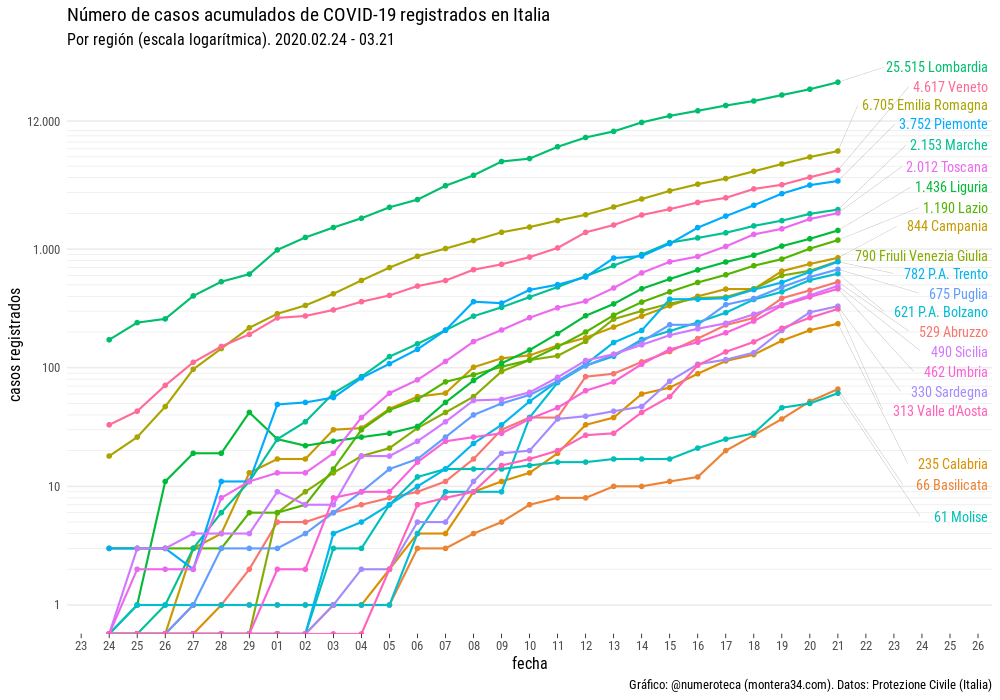 Número de casos acumulados de COVID-19 registrados en Italia
Por región (escala logarítmica). 2020.02.24 - 03.21
25.515 Lombardia
4.617 Veneto
6.705 Emilia Romagna
3.752 Piemonte
2.153 Marche
2.012 Toscana
1.436 Liguria
1.190 Lazio
844 Campania
790 Friuli Venezia Giulia
782 P.A. Trento
675 Puglia
621 P.A. Bolzano
529 Abruzzo
490 Sicilia
462 Umbria
330 Sardegna
313 Valle d'Aosta
235 Calabria
66 Basilicata
61 Molise
casos registrados
12.000
1.000
100
10
1
23 24 25 26 27 28 29 01 02 03 04 05 06 07 08 09 10 11 12 13 14 15 16 17 18 19 20 21 22 23 24 25 26
fecha
Gráfico: @numeroteca (montera34.com). Datos: Protezione Civile (Italia)